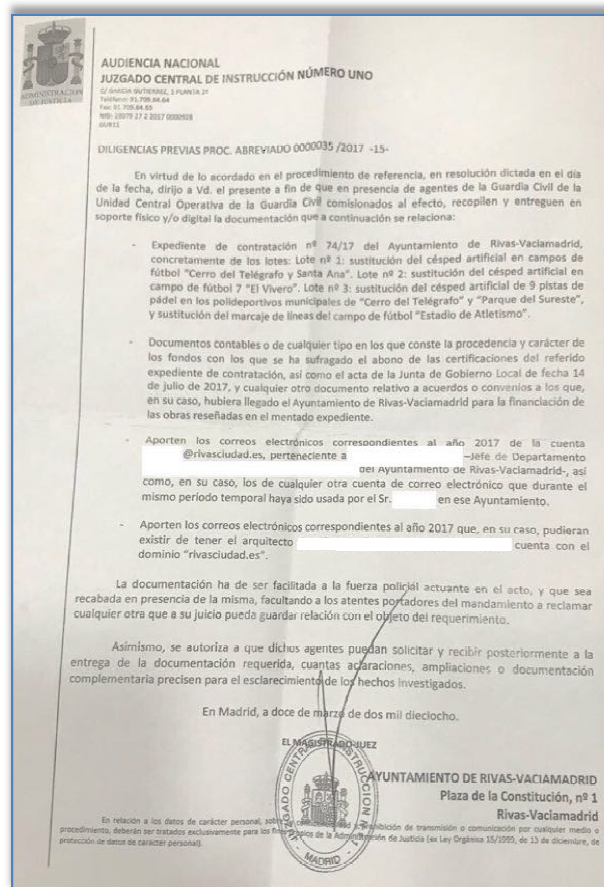 ADMINISTRACION
DE JUSTICIA
AUDIENCIA NACIONAL
JUZGADO CENTRAL DE INSTRUCCIÓN NÚMERO UNO
C/ GARCIA GUTIERREZ, 1 PLANTA 2ª
Teléfono: 91.709.64.64
Fax: 91.709.64.65
NIG: 28079 27 2 2017 0000928
GUB11
DILIGENCIAS PREVIAS PROC. ABREVIADO 0000035 /2017 -15-
En virtud de lo acordado en el procedimiento de referencia, en resolución dictada en el día
de la fecha, dirijo a Vd. el presente a fin de que en presencia de agentes de la Guardia Civil de la
Unidad Central Operativa de la Guardia Civil comisionados al efecto, recopilen y entreguen en
soporte físico y/o digital la documentación que a continuación se relaciona:
- Expediente de contratación nº 74/17 del Ayuntamiento de Rivas-Vaciamadrid,
concretamente de los lotes: Lote nº 1: sustitución del césped artificial en campos de
fútbol "Cerro del Telégrafo y Santa Ana". Lote nº 2: sustitución del césped artificial en
campo de fútbol 7 "El Vivero". Lote nº 3: sustitución del césped artificial de 9 pistas de
pádel en los polideportivos municipales de "Cerro del Telégrafo" y "Parque del Sureste",
y sustitución del marcaje de líneas del campo de fútbol "Estadio de Atletismo".
- Documentos contables o de cualquier tipo en los que conste la procedencia y carácter de
los fondos con los que se ha sufragado el abono de las certificaciones del referido
expediente de contratación, así como el acta de la Junta de Gobierno Local de fecha 14
de julio de 2017, y cualquier otro documento relativo a acuerdos o convenios a los que,
en su caso, hubiera llegado el Ayuntamiento de Rivas-Vaciamadrid para la financiación de
las obras reseñadas en el mentado expediente.
- Aporten los correos electrónicos correspondientes al año 2017 de la cuenta
@rivasciudad.es, perteneciente a –Jefe de Departamento
del Ayuntamiento de Rivas-Vaciamadrid-, así
como, en su caso, los de cualquier otra cuenta de correo electrónico que durante el
mismo período temporal haya sido usada por el Sr. en ese Ayuntamiento.
- Aporten los correos electrónicos correspondientes al año 2017 que, en su caso, pudieran
existir de tener el arquitecto cuenta con el
dominio "rivasciudad.es".
La documentación ha de ser facilitada a la fuerza policial actuante en el acto, y que sea
recabada en presencia de la misma, facultando a los atentes portadores del mandamiento a reclamar
cualquier otra que a su juicio pueda guardar relación con el objeto del requerimiento.
Asimismo, se autoriza a que dichos agentes puedan solicitar y recibir posteriormente a la
entrega de la documentación requerida, cuantas aclaraciones, ampliaciones o documentación
complementaria precisen para el esclarecimiento de los hechos investigados.
En Madrid, a doce de marzo de dos mil dieciocho.
EL MAGISTRADO-JUEZ
JUZGADO CENTRAL INSTRUCCION Nº 1
- MADRID -
AYUNTAMIENTO DE RIVAS-VACIAMADRID
Plaza de la Constitución, nº 1
Rivas-Vaciamadrid
En relación a los datos de carácter personal, sobre prohibición de transmisión o comunicación por cualquier medio o
procedimiento, deberán ser tratados exclusivamente para los fines propios de la Administración de Justicia (ex Ley Orgánica 15/1999, de 13 de diciembre, de
protección de datos de carácter personal).